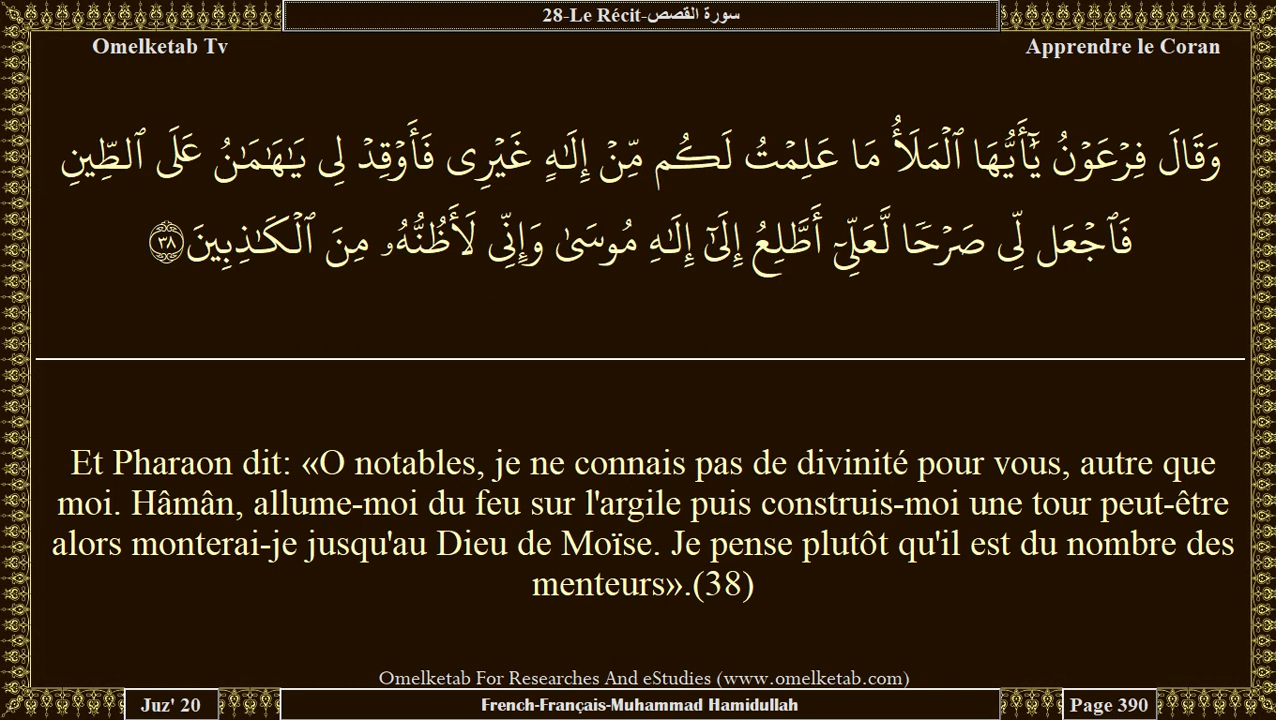 28-Le Récit-سورة القصص
Omelketab Tv
Apprendre le Coran
وَقَالَ فِرۡعَوۡنُ يَٰٓأَيُّهَا ٱلۡمَلَأُ مَا عَلِمۡتُ لَكُم مِّنۡ إِلَٰهٍ غَيۡرِى فَأَوۡقِدۡ لِى يَٰهَٰمَٰنُ عَلَى ٱلطِّينِ
فَٱجۡعَل لِّى صَرۡحٗا لَّعَلِّىٓ أَطَّلِعُ إِلَىٰٓ إِلَٰهِ مُوسَىٰ وَإِنِّى لَأَظُنُّهُۥ مِنَ ٱلۡكَٰذِبِينَ ٣٨
Et Pharaon dit: «O notables, je ne connais pas de divinité pour vous, autre que
moi. Hâmân, allume-moi du feu sur l'argile puis construis-moi une tour peut-être
alors monterai-je jusqu'au Dieu de Moïse. Je pense plutôt qu'il est du nombre des
menteurs».(38)
Omelketab For Researches And eStudies (www.omelketab.com)
Juz' 20
French-Français-Muhammad Hamidullah
Page 390